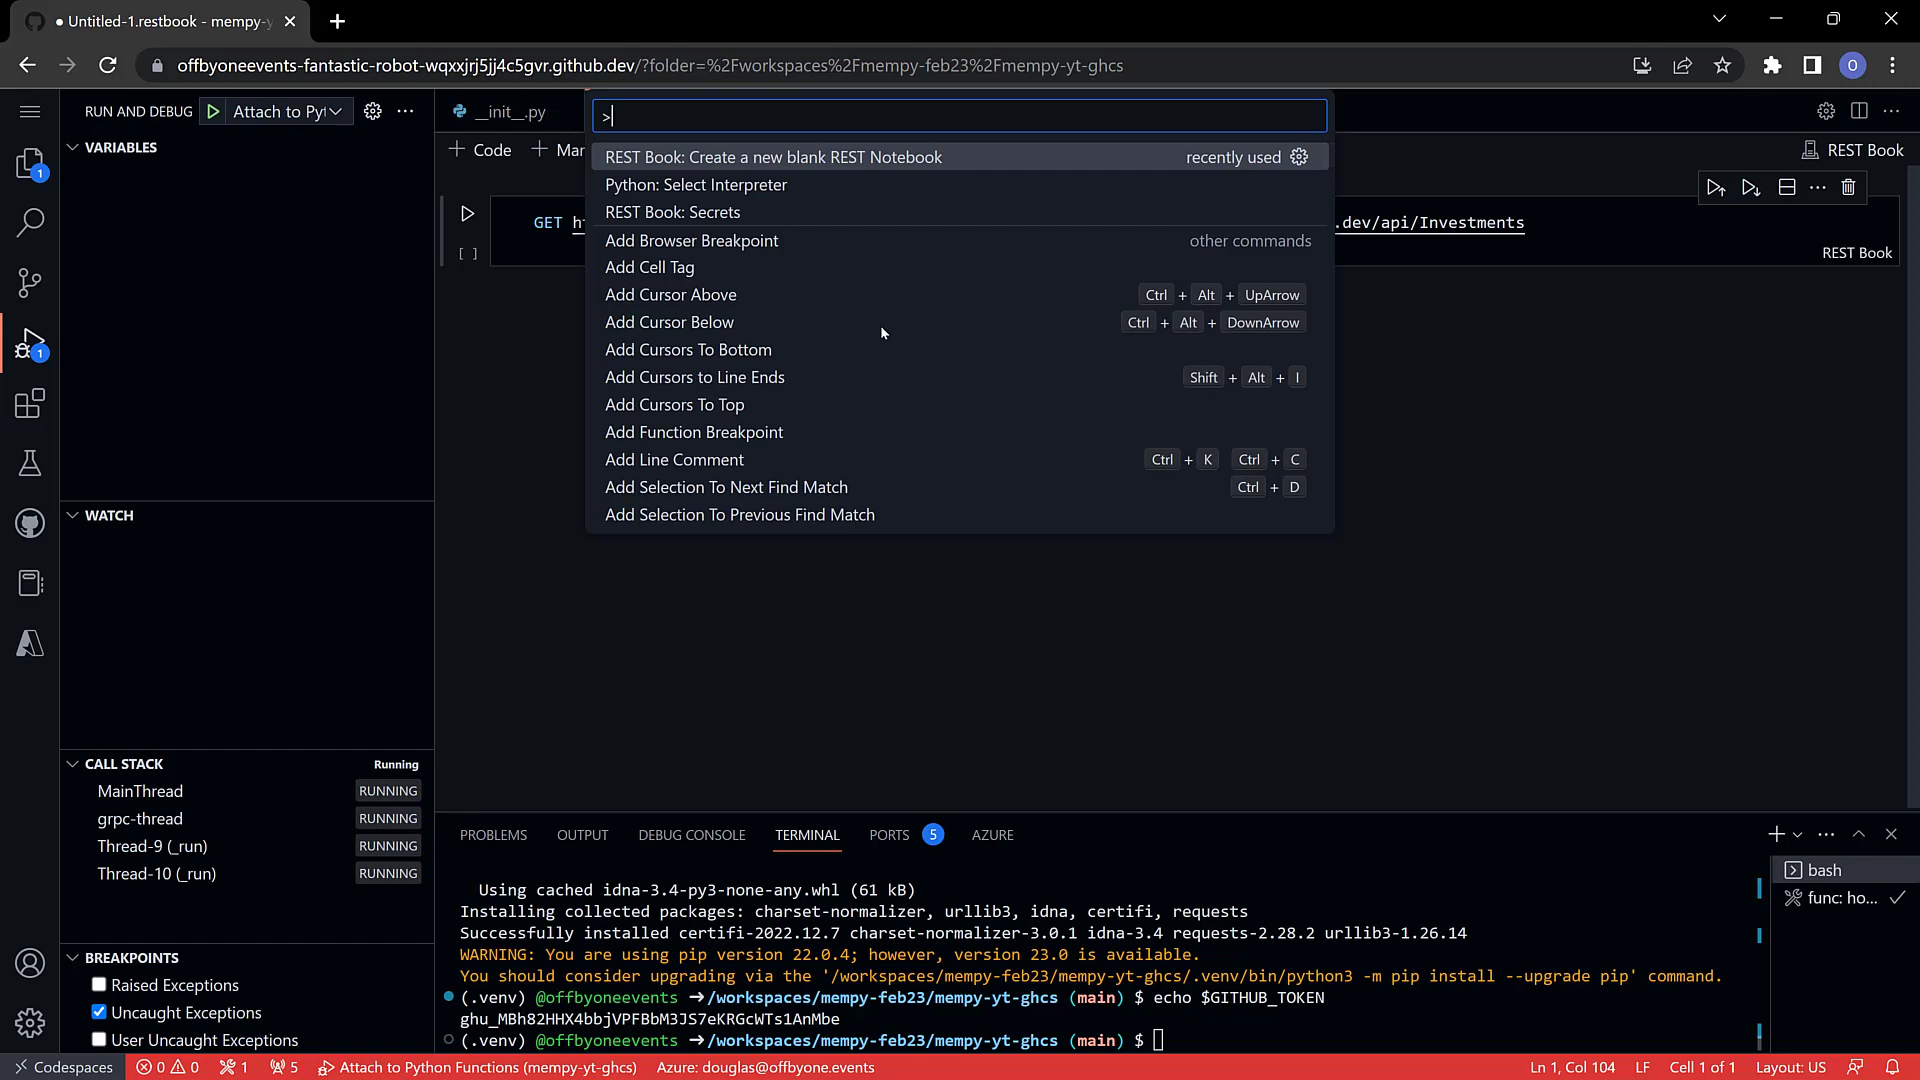 Untitled-1.restbook - mempy-y
offbyoneevents-fantastic-robot-wqxxjrj5jj4c5gvr.github.dev/?folder=%2Fworkspaces%2Fmempy-feb23%2Fmempy-yt-ghcs
O
RUN AND DEBUG
Attach to Pyt
__init__.py
>
VARIABLES
+ Code
+ Mar
REST Book
REST Book: Create a new blank REST Notebook
recently used
Python: Select Interpreter
REST Book: Secrets
GET ht
.dev/api/Investments
[ ]
REST Book
Add Browser Breakpoint
other commands
Add Cell Tag
Add Cursor Above
Ctrl + Alt + UpArrow
Add Cursor Below
Ctrl + Alt + DownArrow
Add Cursors To Bottom
Add Cursors to Line Ends
Shift + Alt + I
Add Cursors To Top
Add Function Breakpoint
Add Line Comment
Ctrl + K Ctrl + C
Add Selection To Next Find Match
Ctrl + D
Add Selection To Previous Find Match
1
1
WATCH
CALL STACK
Running
MainThread
RUNNING
grpc-thread
RUNNING
Thread-9 (_run)
RUNNING
Thread-10 (_run)
RUNNING
BREAKPOINTS
Raised Exceptions
Uncaught Exceptions
User Uncaught Exceptions
PROBLEMS
OUTPUT
DEBUG CONSOLE
TERMINAL
PORTS 5
AZURE
Using cached idna-3.4-py3-none-any.whl (61 kB)
Installing collected packages: charset-normalizer, urllib3, idna, certifi, requests
Successfully installed certifi-2022.12.7 charset-normalizer-3.0.1 idna-3.4 requests-2.28.2 urllib3-1.26.14
WARNING: You are using pip version 22.0.4; however, version 23.0 is available.
You should consider upgrading via the '/workspaces/mempy-feb23/mempy-yt-ghcs/.venv/bin/python3 -m pip install --upgrade pip' command.
(.venv) @offbyoneevents ➜/workspaces/mempy-feb23/mempy-yt-ghcs (main) $ echo $GITHUB_TOKEN
ghu_MBh82HHX4bbjVPFBbM3JS7eKRGcWTs1AnMbe
(.venv) @offbyoneevents ➜/workspaces/mempy-feb23/mempy-yt-ghcs (main) $
bash
func: ho...
Codespaces
0
0
1
5
Attach to Python Functions (mempy-yt-ghcs)
Azure: douglas@offbyone.events
Ln 1, Col 104
LF
Cell 1 of 1
Layout: US